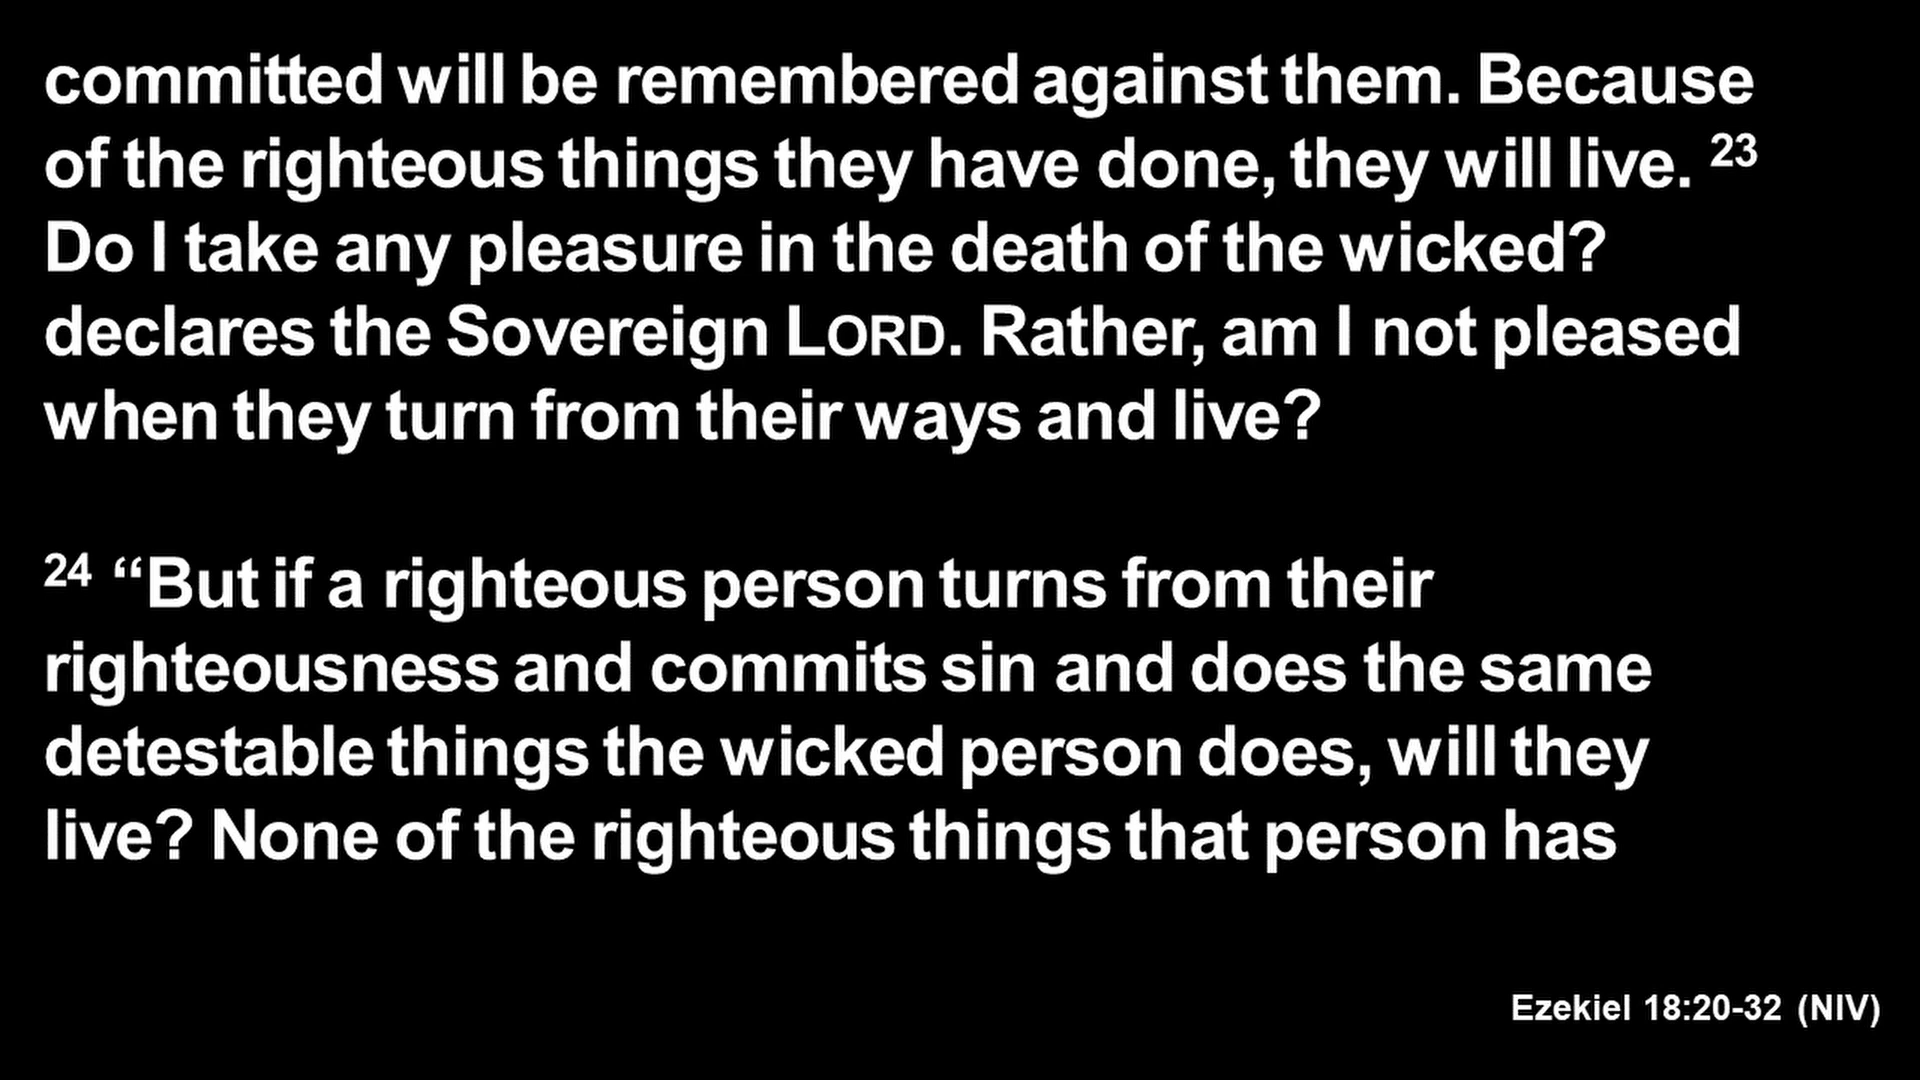 committed will be remembered against them. Because
of the righteous things they have done, they will live. 23
Do I take any pleasure in the death of the wicked?
declares the Sovereign LORD. Rather, am I not pleased
when they turn from their ways and live?
24 “But if a righteous person turns from their
righteousness and commits sin and does the same
detestable things the wicked person does, will they
live? None of the righteous things that person has
Ezekiel 18:20-32 (NIV)